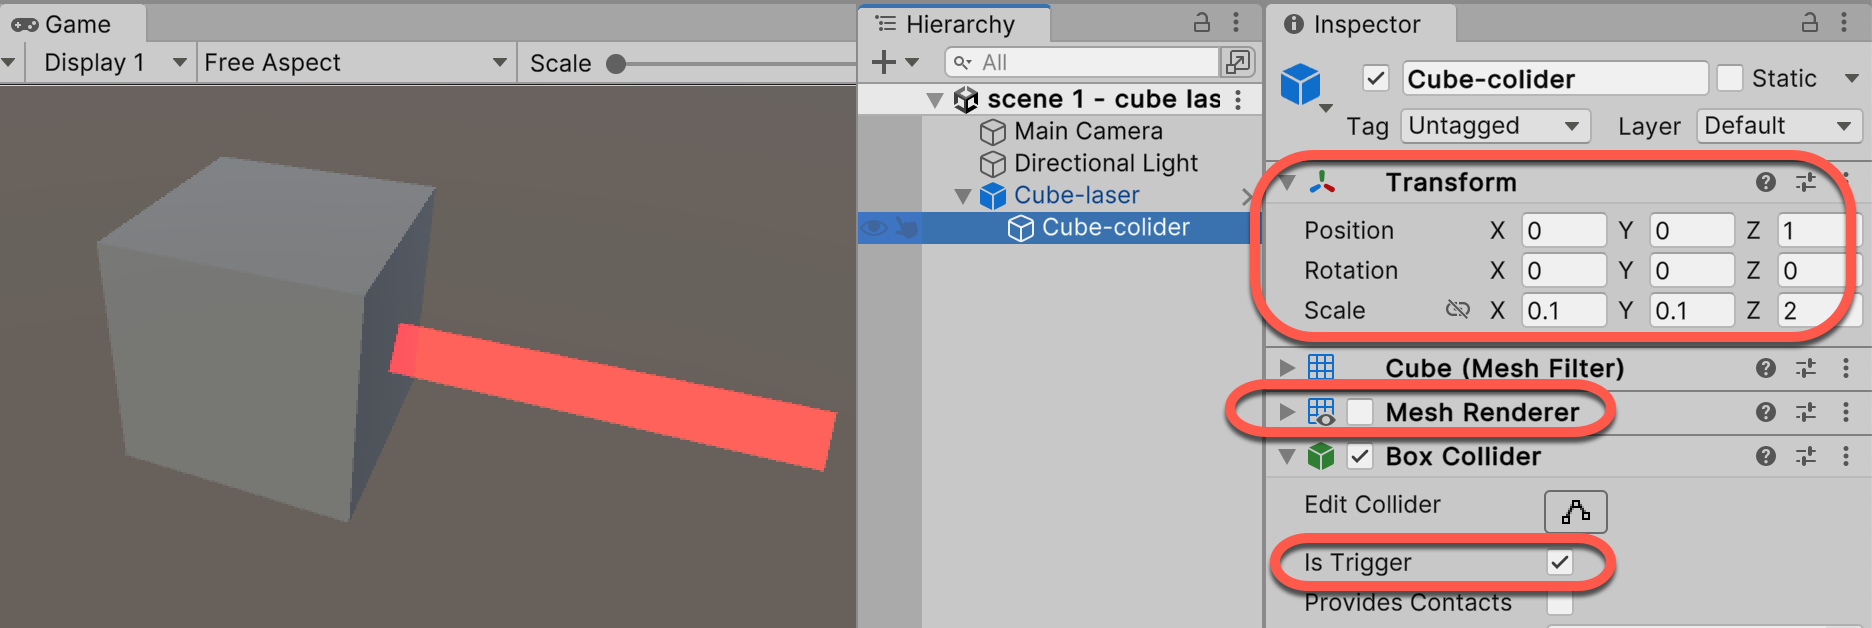 Game
Display 1
Free Aspect
Scale
Hierarchy
All
scene 1 - cube las
Main Camera
Directional Light
Cube-laser
Cube-colider
Inspector
Cube-colider
Static
Tag Untagged Layer Default
Transform
Position X 0 Y 0 Z 1
Rotation X 0 Y 0 Z 0
Scale X 0.1 Y 0.1 Z 2
Cube (Mesh Filter)
Mesh Renderer
Box Collider
Edit Collider
Is Trigger
Provides Contacts